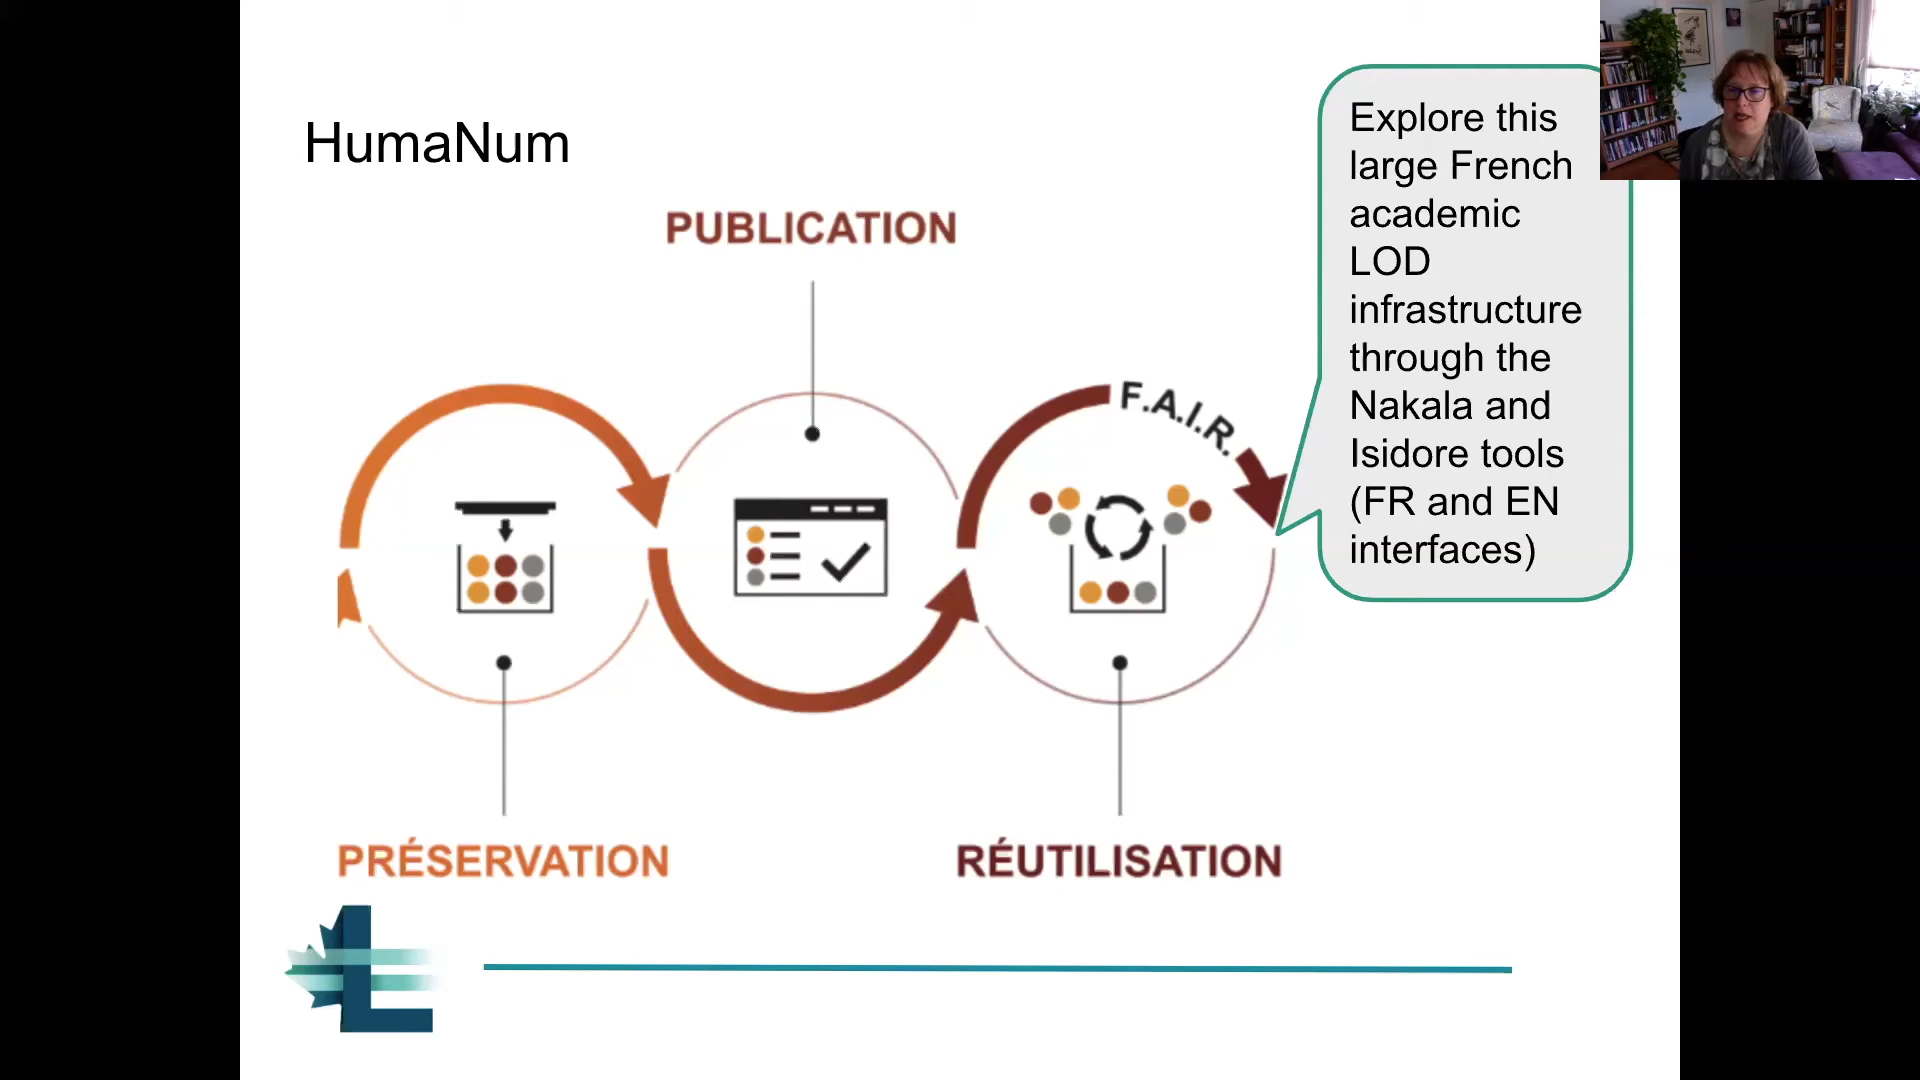 HumaNum
PUBLICATION
F.A.I.R.
PRÉSERVATION
RÉUTILISATION
Explore this
large French
academic
LOD
infrastructure
through the
Nakala and
Isidore tools
(FR and EN
interfaces)